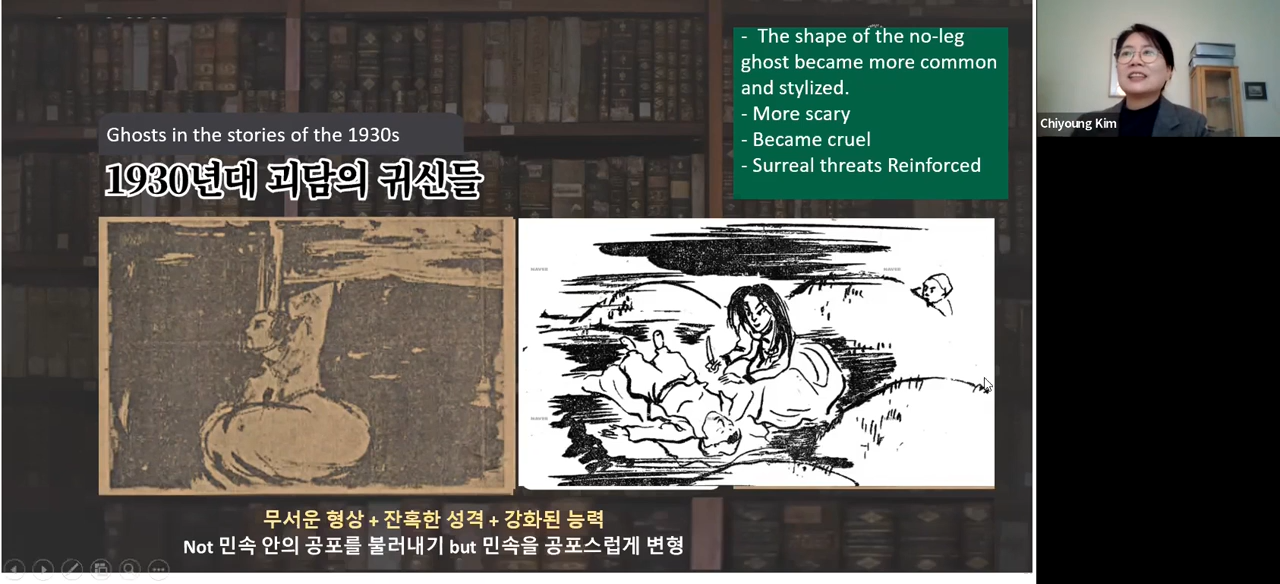 Ghosts in the stories of the 1930s
1930년대 괴담의 귀신들
- The shape of the no-leg
ghost became more common
and stylized.
- More scary
- Became cruel
- Surreal threats Reinforced
NAVER
NAVER
NAVER
무서운 형상 + 잔혹한 성격 + 강화된 능력
Not 민속 안의 공포를 불러내기 but 민속을 공포스럽게 변형
Chiyoung Kim